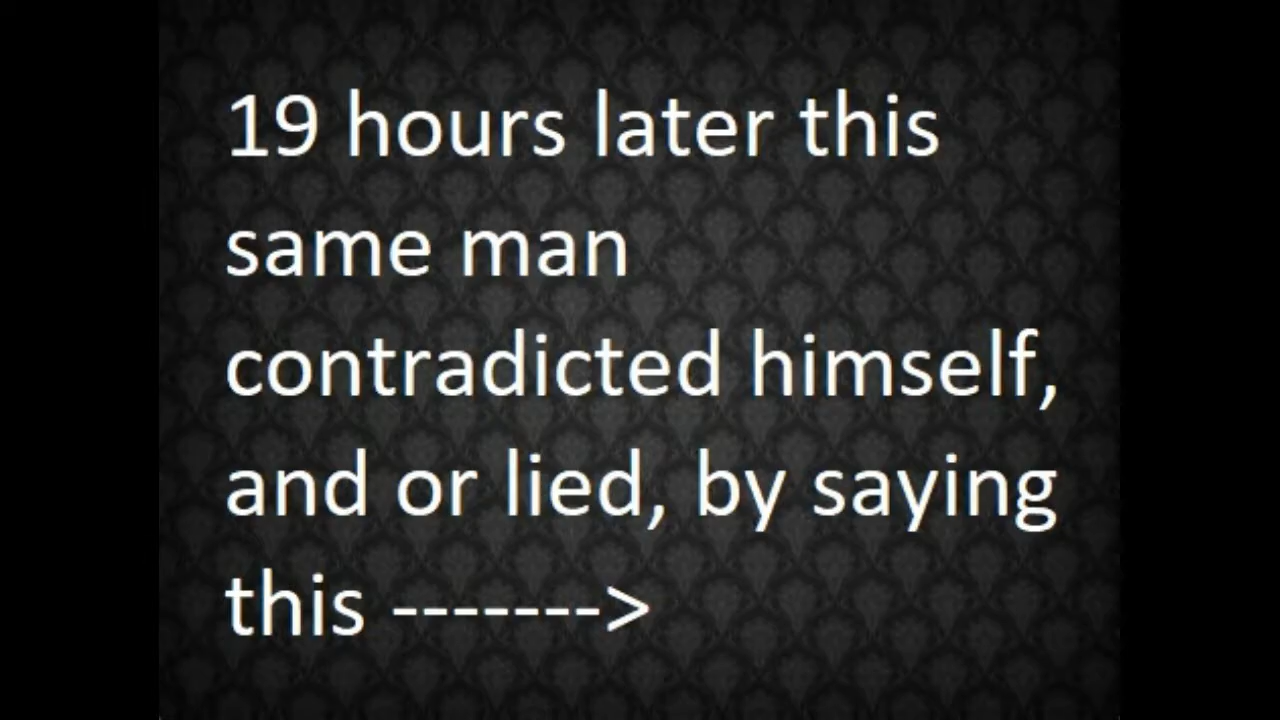 19 hours later this
same man
contradicted himself,
and or lied, by saying
this ------->